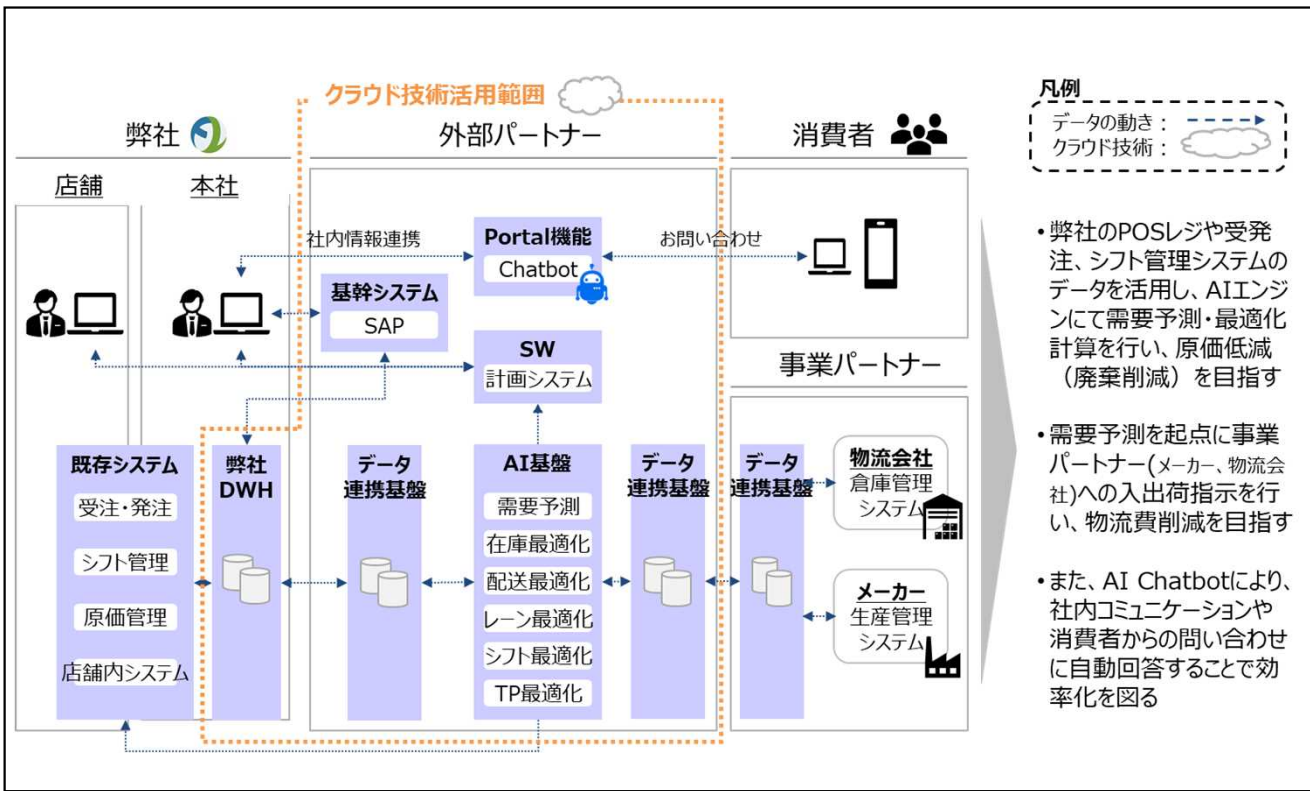 クラウド技術活用範囲
弊社
外部パートナー
消費者
店舗
本社
社内情報連携
Portal機能
Chatbot
お問い合わせ
基幹システム
SAP
SW
計画システム
事業パートナー
既存システム
受注・発注
シフト管理
原価管理
店舗内システム
弊社
DWH
データ
連携基盤
AI基盤
需要予測
在庫最適化
配送最適化
レーン最適化
シフト最適化
TP最適化
データ
連携基盤
データ
連携基盤
物流会社
倉庫管理
システム
メーカー
生産管理
システム
凡例
データの動き：
クラウド技術：
•弊社のPOSレジや受発
注、シフト管理システムの
データを活用し、AIエンジ
ンにて需要予測・最適化
計算を行い、原価低減
（廃棄削減）を目指す
•需要予測を起点に事業
パートナー(メーカー、物流会
社)への入出荷指示を行
い、物流費削減を目指す
•また、AI Chatbotにより、
社内コミュニケーションや
消費者からの問い合わせ
に自動回答することで効
率化を図る